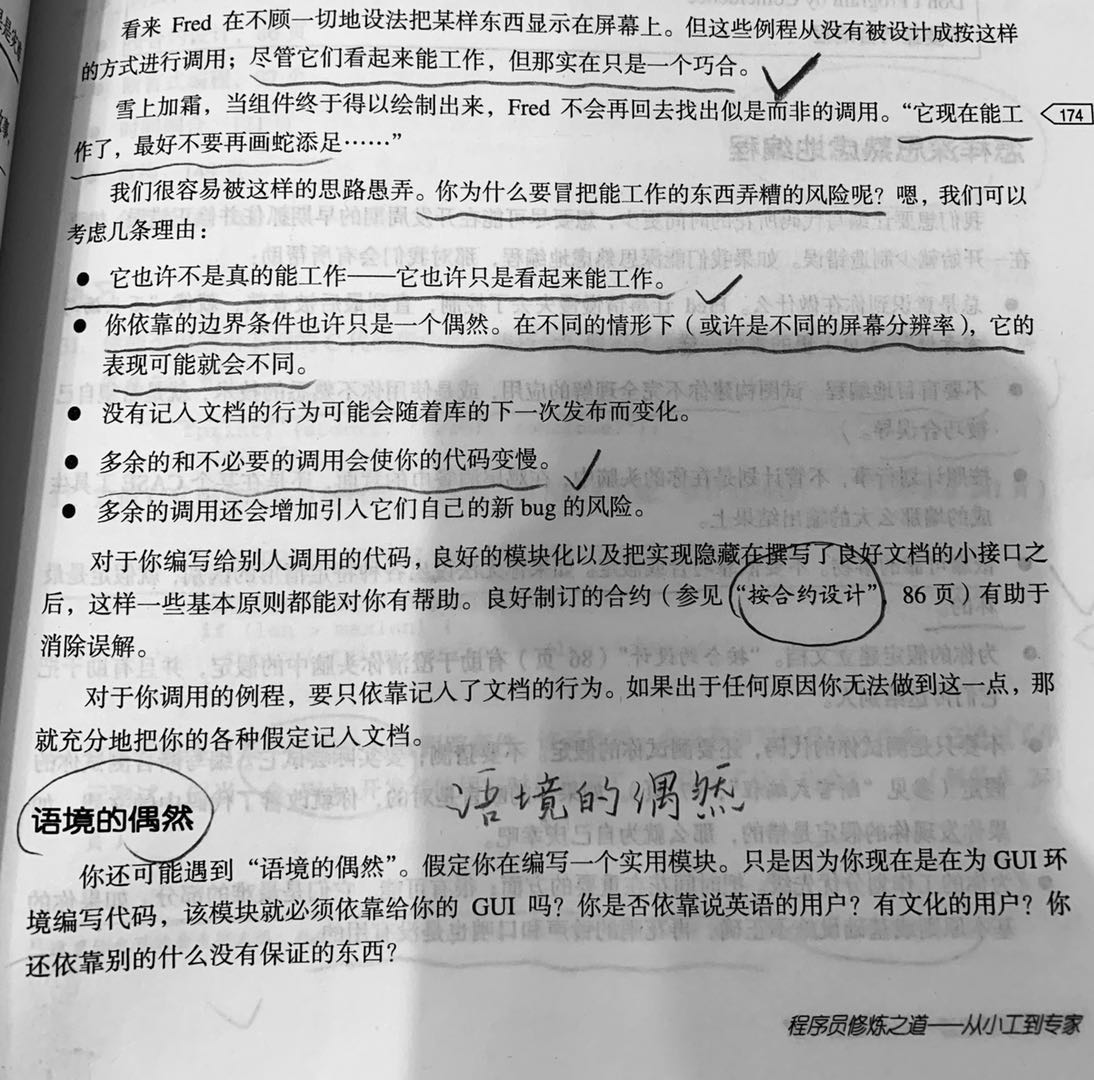 看来 Fred 在不顾一切地设法把某样东西显示在屏幕上。但这些例程从没有被设计成按这样
的方式进行调用；尽管它们看起来能工作，但那实在只是一个巧合。
雪上加霜，当组件终于得以绘制出来，Fred 不会再回去找出似是而非的调用。“它现在能工
174
作了，最好不要再画蛇添足……”
我们很容易被这样的思路愚弄。你为什么要冒把能工作的东西弄糟的风险呢？嗯，我们可以
考虑几条理由：
● 它也许不是真的能工作——它也许只是看起来能工作。
● 你依靠的边界条件也许只是一个偶然。在不同的情形下（或许是不同的屏幕分辨率），它的
表现可能就会不同。
● 没有记入文档的行为可能会随着库的下一次发布而变化。
● 多余的和不必要的调用会使你的代码变慢。
● 多余的调用还会增加引入它们自己的新 bug 的风险。
对于你编写给别人调用的代码，良好的模块化以及把实现隐藏在撰写了良好文档的小接口之
后，这样一些基本原则都能对你有帮助。良好制订的合约（参见“按合约设计”，86 页）有助于
消除误解。
对于你调用的例程，要只依靠记入了文档的行为。如果出于任何原因你无法做到这一点，那
就充分地把你的各种假定记入文档。
语境的偶然
语境的偶然
你还可能遇到“语境的偶然”。假定你在编写一个实用模块。只是因为你现在是在为 GUI 环
境编写代码，该模块就必须依靠给你的 GUI 吗？你是否依靠说英语的用户？有文化的用户？你
还依靠别的什么没有保证的东西？
程序员修炼之道——从小工到专家